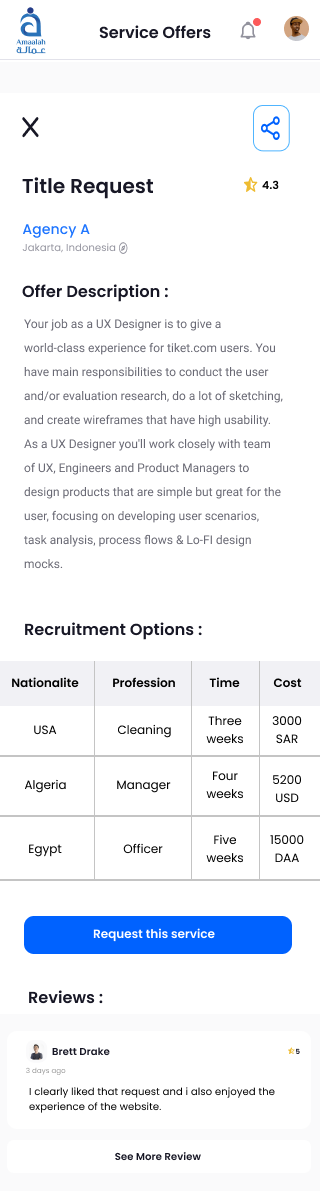 Service Offers
Amaalah
عمالة
Title Request
4.3
Agency A
Jakarta, Indonesia
Offer Description :
Your job as a UX Designer is to give a
world-class experience for tiket.com users. You
have main responsibilities to conduct the user
and/or evaluation research, do a lot of sketching,
and create wireframes that have high usability.
As a UX Designer you'll work closely with team
of UX, Engineers and Product Managers to
design products that are simple but great for the
user, focusing on developing user scenarios,
task analysis, process flows & Lo-FI design
mocks.
Recruitment Options :
Nationalite Profession Time Cost
USA Cleaning Three weeks 3000 SAR
Algeria Manager Four weeks 5200 USD
Egypt Officer Five weeks 15000 DAA
Request this service
Reviews :
Brett Drake 5
3 days ago
I clearly liked that request and i also enjoyed the
experience of the website.
See More Review